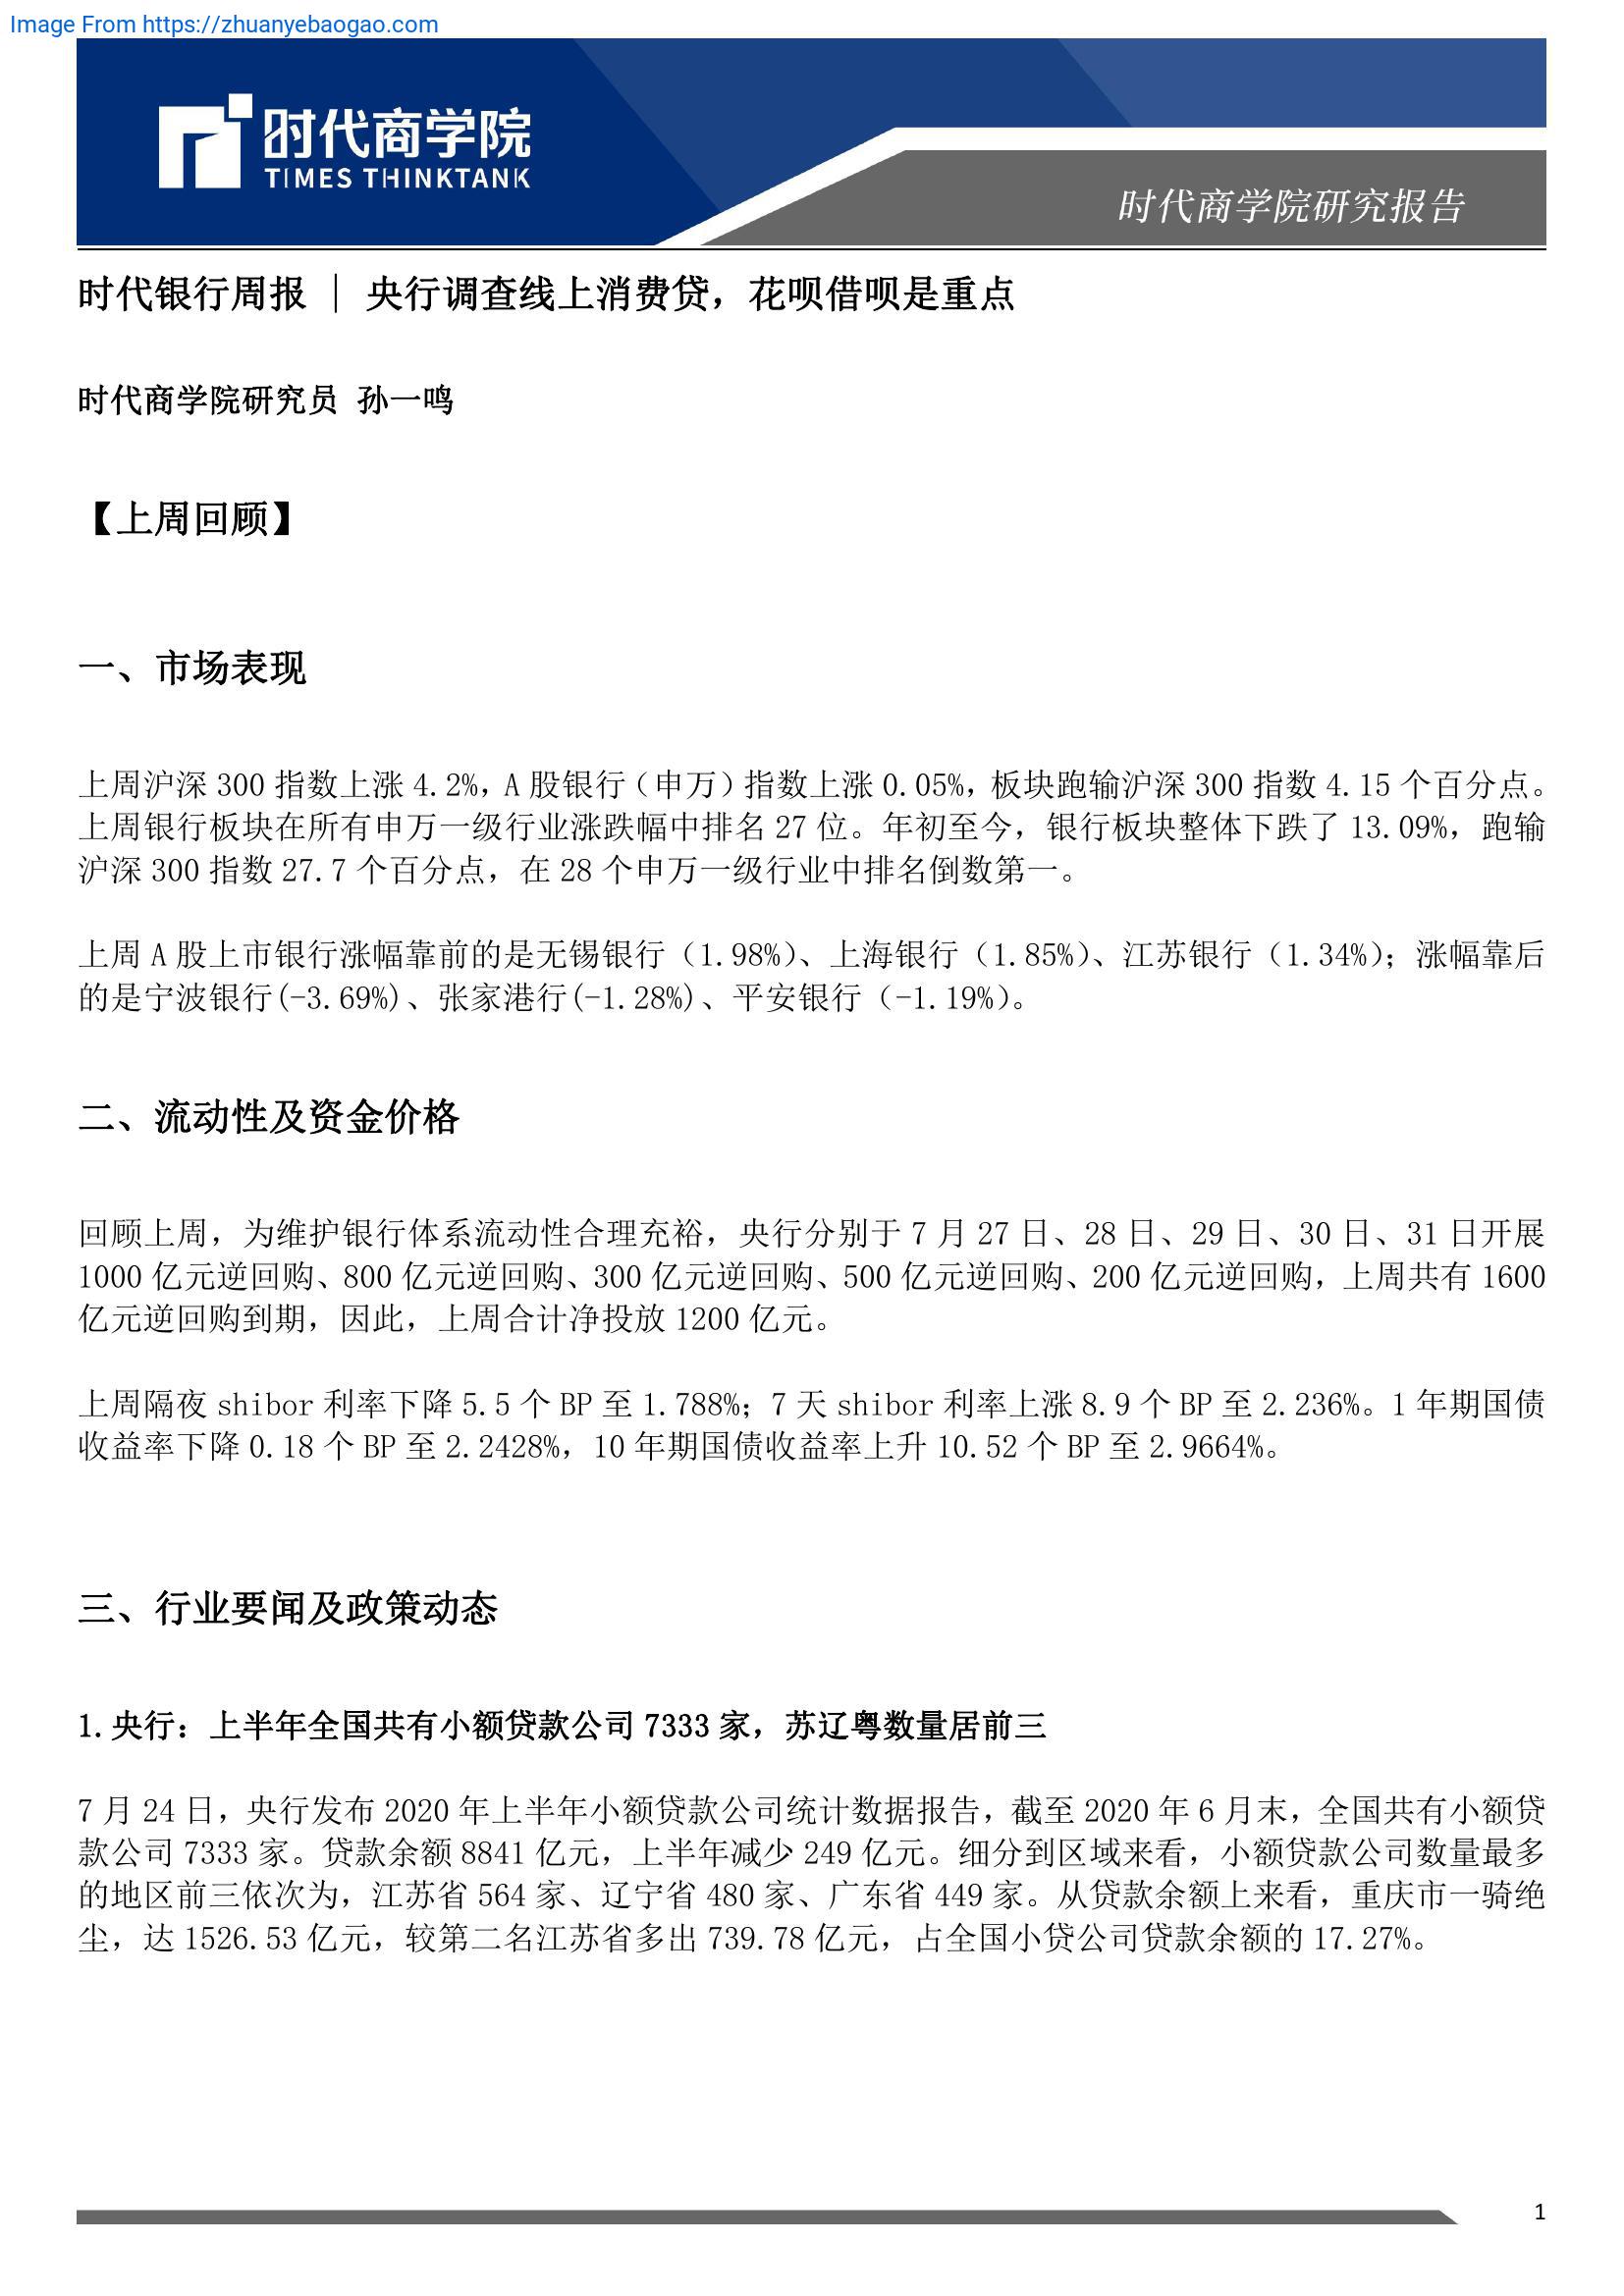 Image From https://zhuanyebaogao.com
时代商学院
TIMES THINKTANK
时代商学院研究报告
时代银行周报 | 央行调查线上消费贷，花呗借呗是重点
时代商学院研究员 孙一鸣
【上周回顾】
一、市场表现
上周沪深 300 指数上涨 4.2%，A 股银行（申万）指数上涨 0.05%，板块跑输沪深 300 指数 4.15 个百分点。
上周银行板块在所有申万一级行业涨跌幅中排名 27 位。年初至今，银行板块整体下跌了 13.09%，跑输
沪深 300 指数 27.7 个百分点，在 28 个申万一级行业中排名倒数第一。
上周 A 股上市银行涨幅靠前的是无锡银行（1.98%）、上海银行（1.85%）、江苏银行（1.34%）；涨幅靠后
的是宁波银行(-3.69%)、张家港行(-1.28%)、平安银行（-1.19%）。
二、流动性及资金价格
回顾上周，为维护银行体系流动性合理充裕，央行分别于 7 月 27 日、28 日、29 日、30 日、31 日开展
1000 亿元逆回购、800 亿元逆回购、300 亿元逆回购、500 亿元逆回购、200 亿元逆回购，上周共有 1600
亿元逆回购到期，因此，上周合计净投放 1200 亿元。
上周隔夜 shibor 利率下降 5.5 个 BP 至 1.788%；7 天 shibor 利率上涨 8.9 个 BP 至 2.236%。1 年期国债
收益率下降 0.18 个 BP 至 2.2428%，10 年期国债收益率上升 10.52 个 BP 至 2.9664%。
三、行业要闻及政策动态
1.央行：上半年全国共有小额贷款公司 7333 家，苏辽粤数量居前三
7 月 24 日，央行发布 2020 年上半年小额贷款公司统计数据报告，截至 2020 年 6 月末，全国共有小额贷
款公司 7333 家。贷款余额 8841 亿元，上半年减少 249 亿元。细分到区域来看，小额贷款公司数量最多
的地区前三依次为，江苏省 564 家、辽宁省 480 家、广东省 449 家。从贷款余额上来看，重庆市一骑绝
尘，达 1526.53 亿元，较第二名江苏省多出 739.78 亿元，占全国小贷公司贷款余额的 17.27%。
1